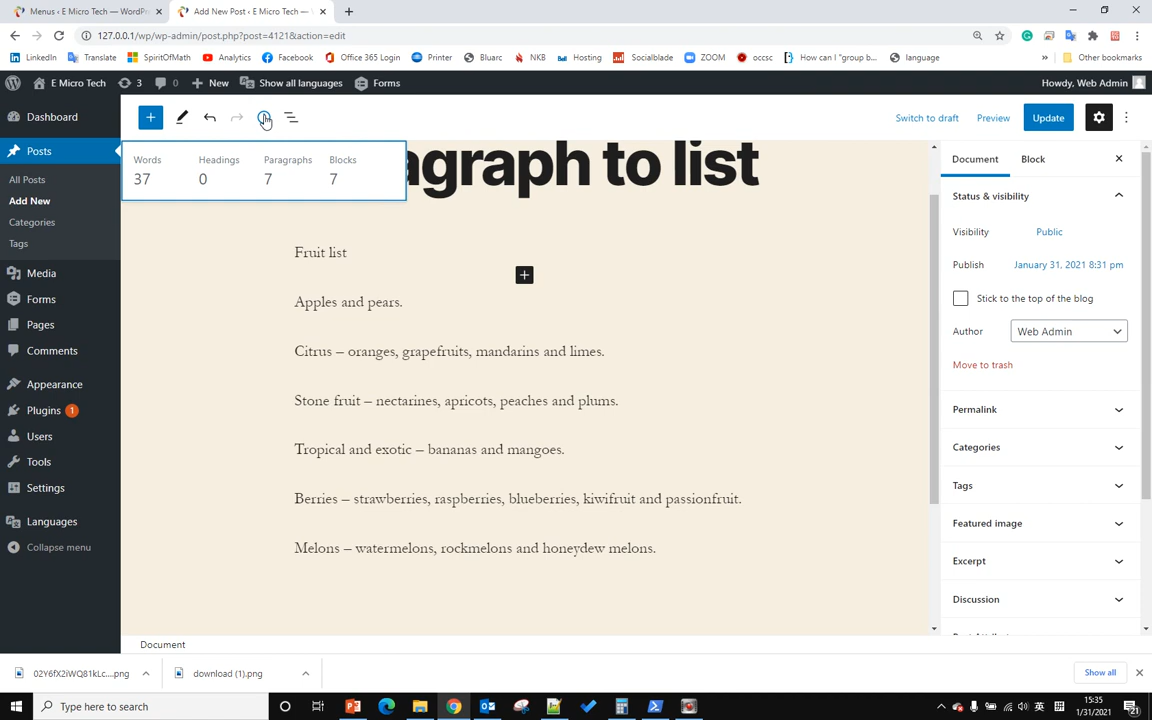 Menus ‹ E Micro Tech — WordPr
Add New Post ‹ E Micro Tech —
127.0.0.1/wp/wp-admin/post.php?post=4121&action=edit
LinkedIn
Translate
SpiritOfMath
Analytics
Facebook
Office 365 Login
Printer
Bluarc
NKB
Hosting
Socialblade
ZOOM
occsc
How can I "group b...
language
»
Other bookmarks
E Micro Tech
3
0
New
Show all languages
Forms
Howdy, Web Admin
Dashboard
Posts
All Posts
Add New
Categories
Tags
Media
Forms
Pages
Comments
Appearance
Plugins 1
Users
Tools
Settings
Languages
Collapse menu
Switch to draft
Preview
Update
Words
Headings
Paragraphs
Blocks
37
0
7
7
agraph to list
Fruit list
Apples and pears.
Citrus – oranges, grapefruits, mandarins and limes.
Stone fruit – nectarines, apricots, peaches and plums.
Tropical and exotic – bananas and mangoes.
Berries – strawberries, raspberries, blueberries, kiwifruit and passionfruit.
Melons – watermelons, rockmelons and honeydew melons.
Document
Block
Status & visibility
Visibility
Public
Publish
January 31, 2021 8:31 pm
Stick to the top of the blog
Author
Web Admin
Move to trash
Permalink
Categories
Tags
Featured image
Excerpt
Discussion
Document
02Y6fX2iWQ81kLc....png
download (1).png
Show all
Type here to search
英
15:35
1/31/2021
21